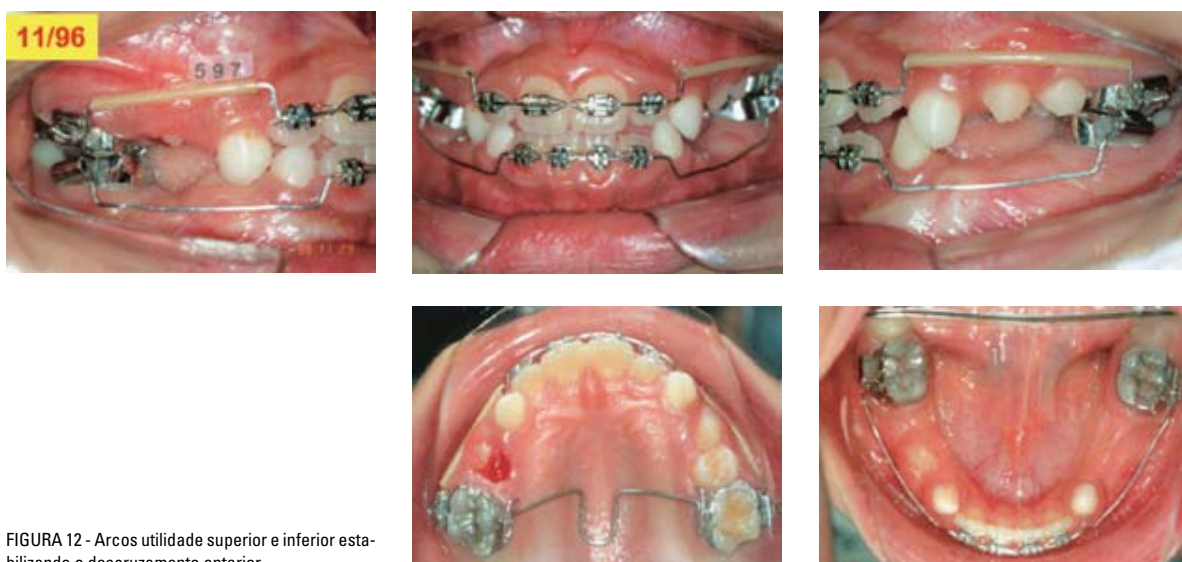 11/96
597
FIGURA 12 - Arcos utilidade superior e inferior esta-
bilizando o descruzamento anterior.